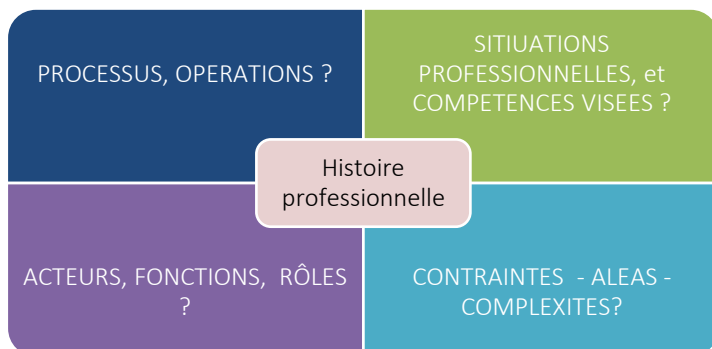 PROCESSUS, OPERATIONS ?
SITIUATIONS
PROFESSIONNELLES, et
COMPETENCES VISEES ?
Histoire
professionnelle
ACTEURS, FONCTIONS, RÔLES
?
CONTRAINTES - ALEAS -
COMPLEXITES?